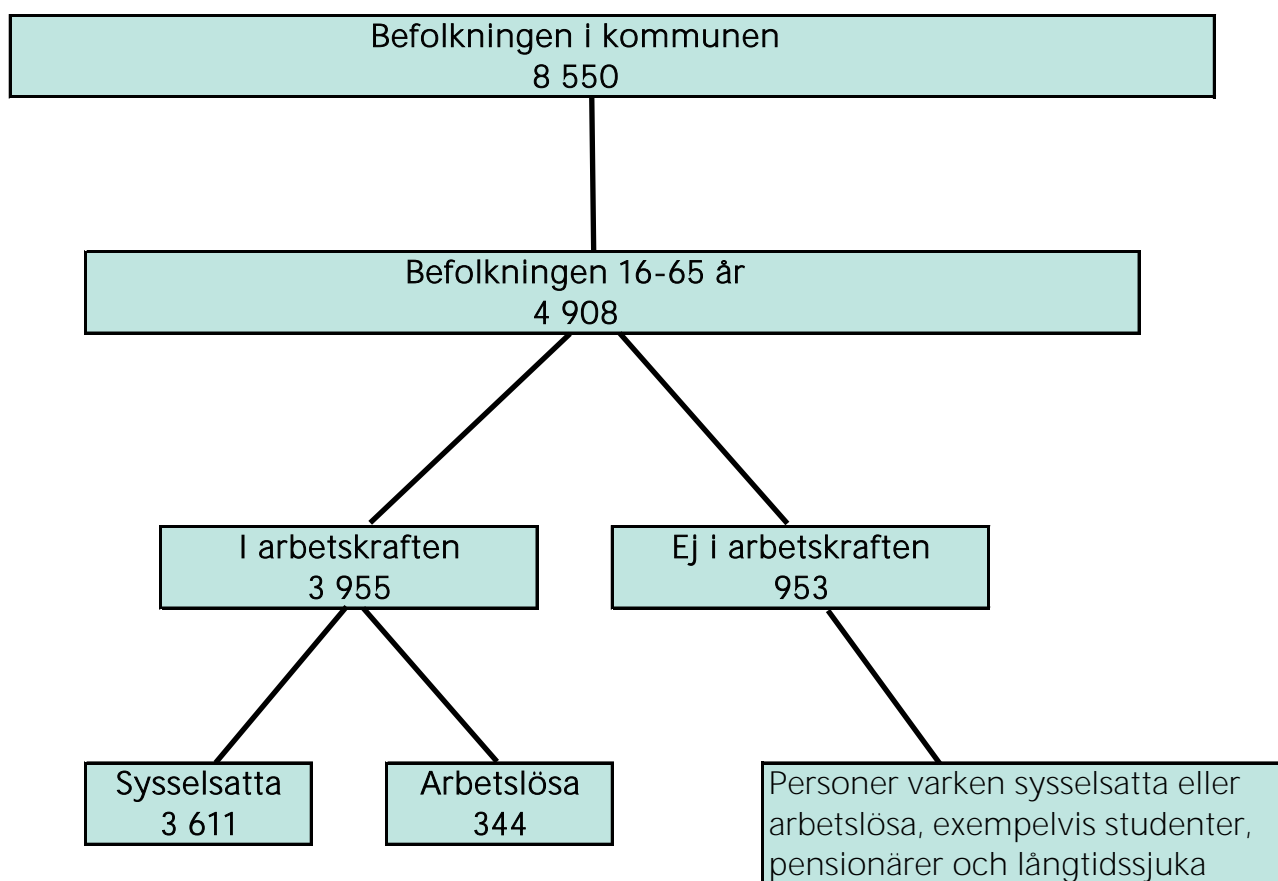 Befolkningen i kommunen
8 550
Befolkningen 16-65 år
4 908
I arbetskraften
3 955
Ej i arbetskraften
953
Sysselsatta
3 611
Arbetslösa
344
Personer varken sysselsatta eller
arbetslösa, exempelvis studenter,
pensionärer och långtidssjuka